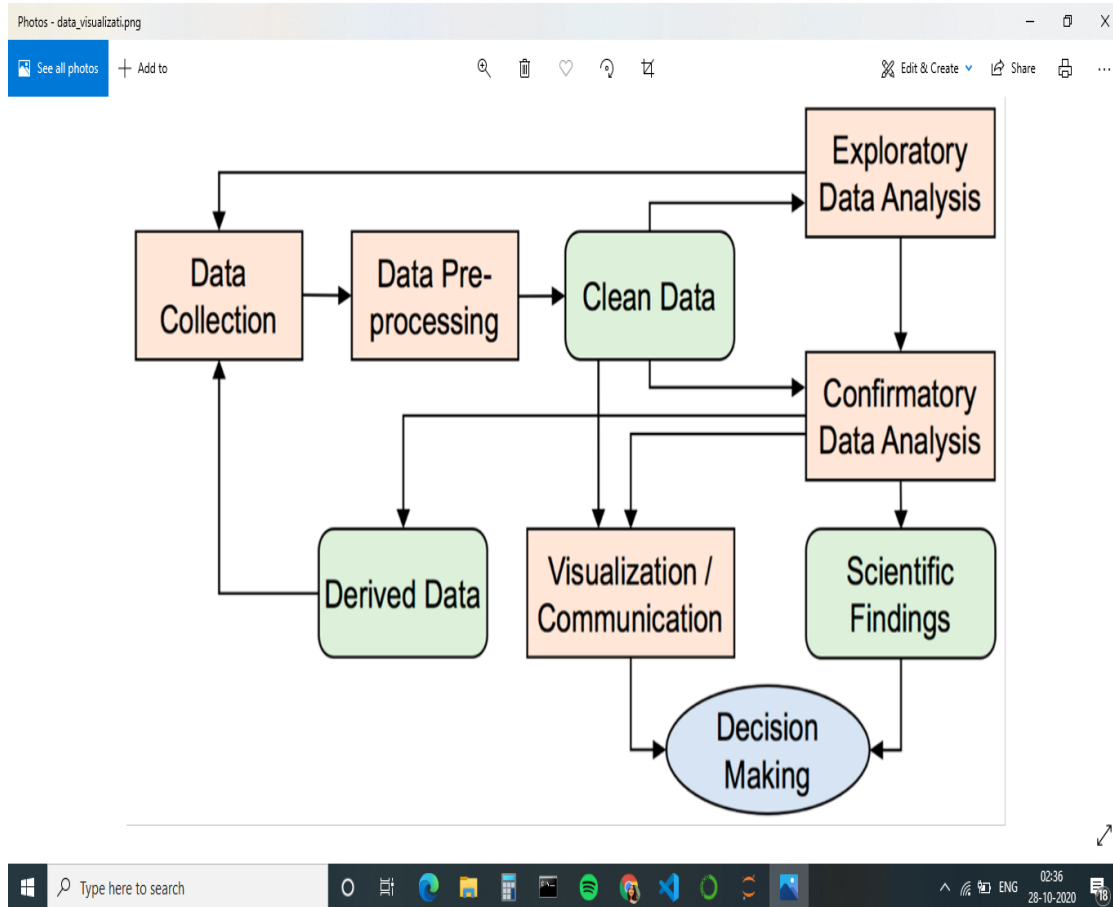 Photos - data_visualizati.png
See all photos
Add to
Edit & Create
Share
Exploratory
Data Analysis
Data
Collection
Data Pre-
processing
Clean Data
Confirmatory
Data Analysis
Derived Data
Visualization /
Communication
Scientific
Findings
Decision
Making
Type here to search
ENG
02:36
28-10-2020
18